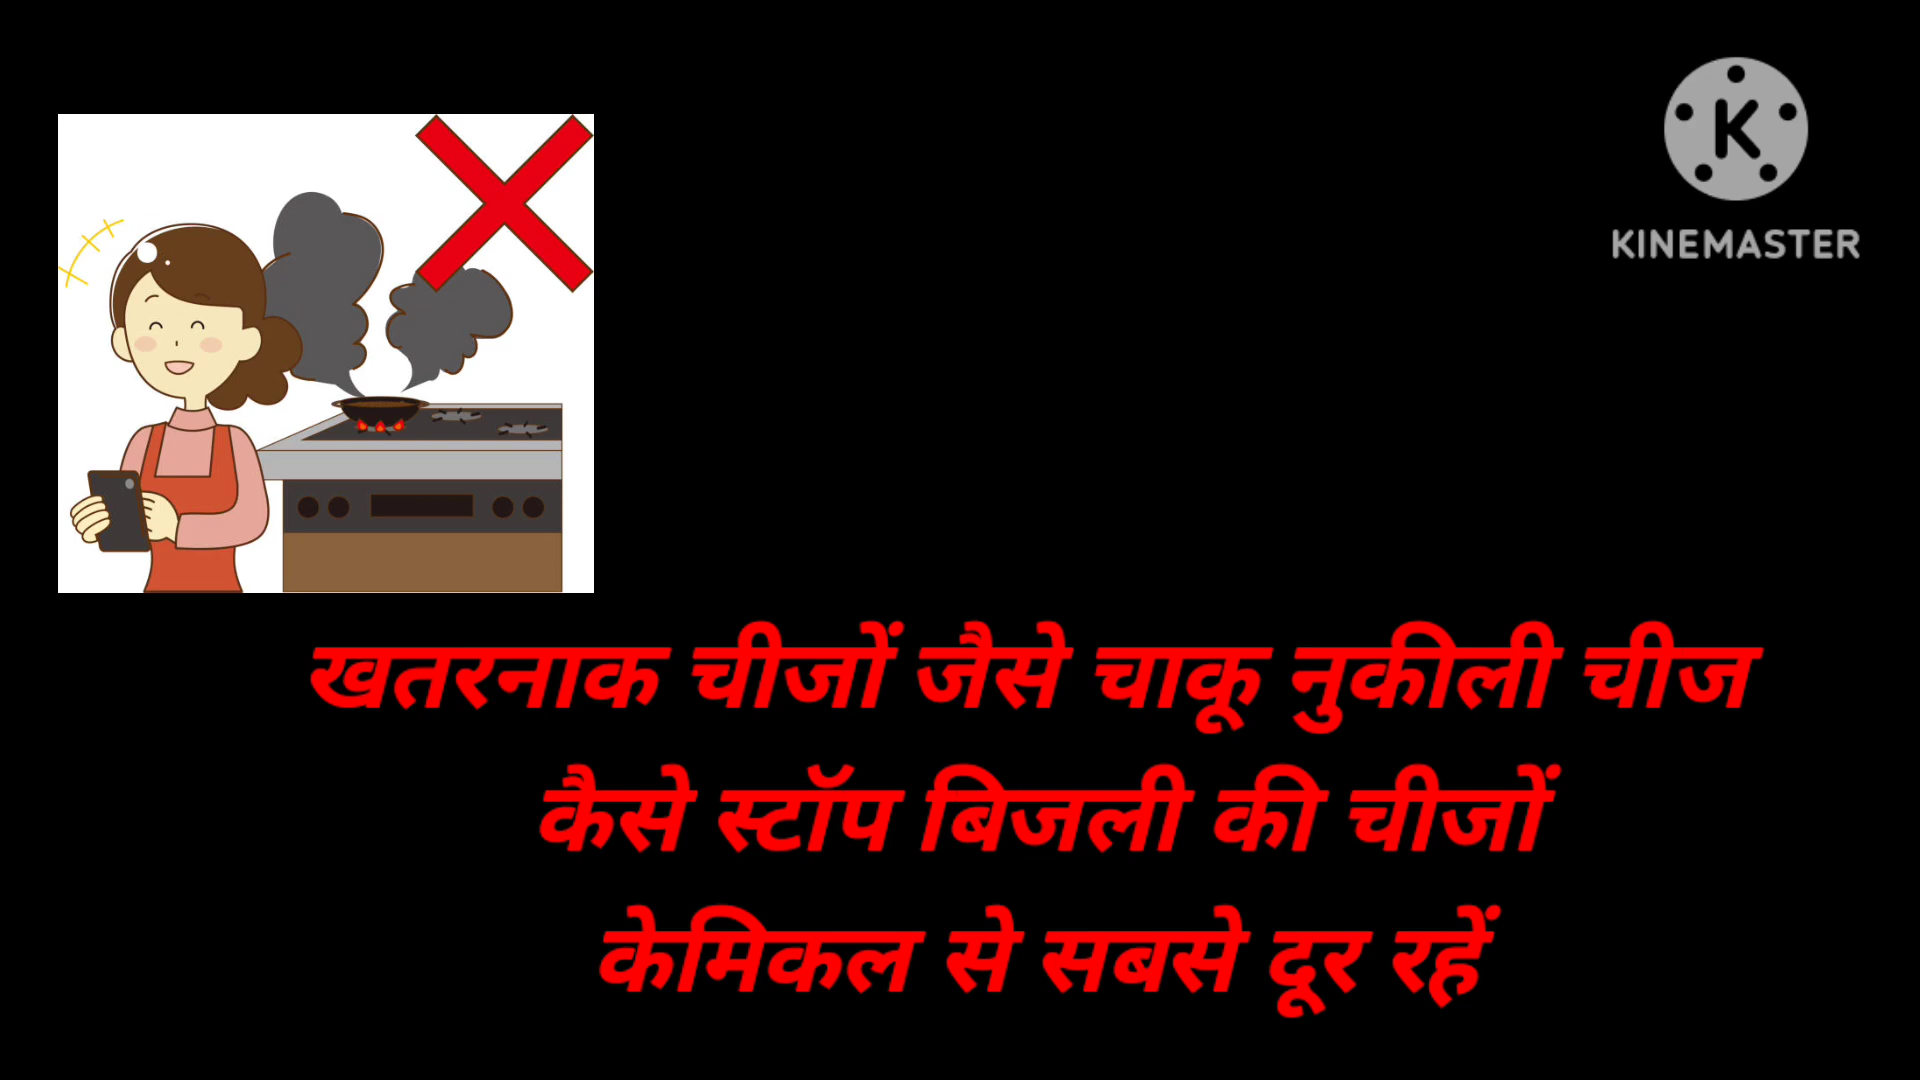 KINEMASTER
खतरनाक चीजों जैसे चाकू नुकीली चीज
कैसे स्टॉप बिजली की चीजों
केमिकल से सबसे दूर रहें